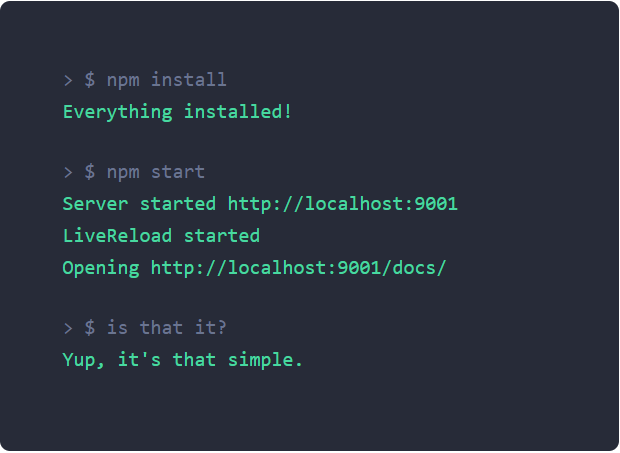 > $ npm install
Everything installed!
> $ npm start
Server started http://localhost:9001
LiveReload started
Opening http://localhost:9001/docs/
> $ is that it?
Yup, it's that simple.